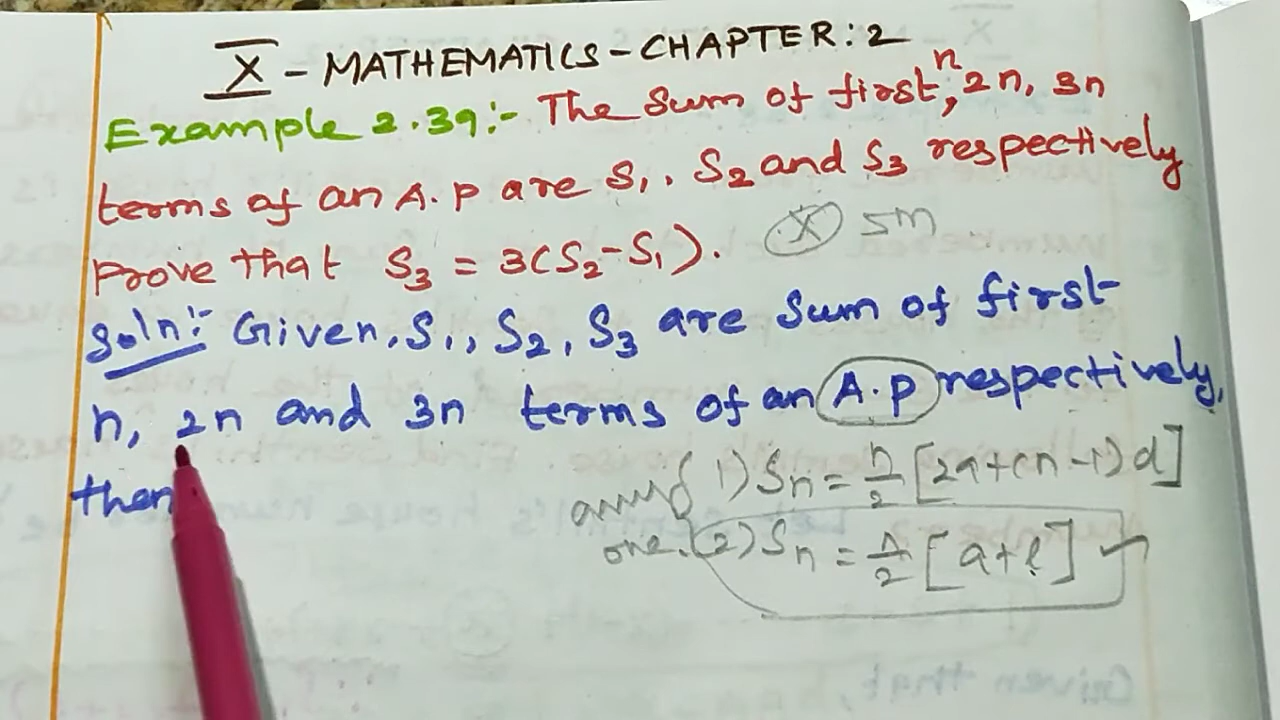 X - MATHEMATICS - CHAPTER : 2
Example 2.39 :- The Sum of first n, 2n, 3n
terms of an A.P are S₁, S₂ and S₃ respectively
Prove that S₃ = 3(S₂-S₁). X 5m
Soln:- Given, S₁, S₂, S₃ are Sum of first
n, 2n and 3n terms of an A.P respectively,
then
any 1) Sn = n/2 [2a+(n-1)d]
one. (2) Sn = n/2 [a+l]